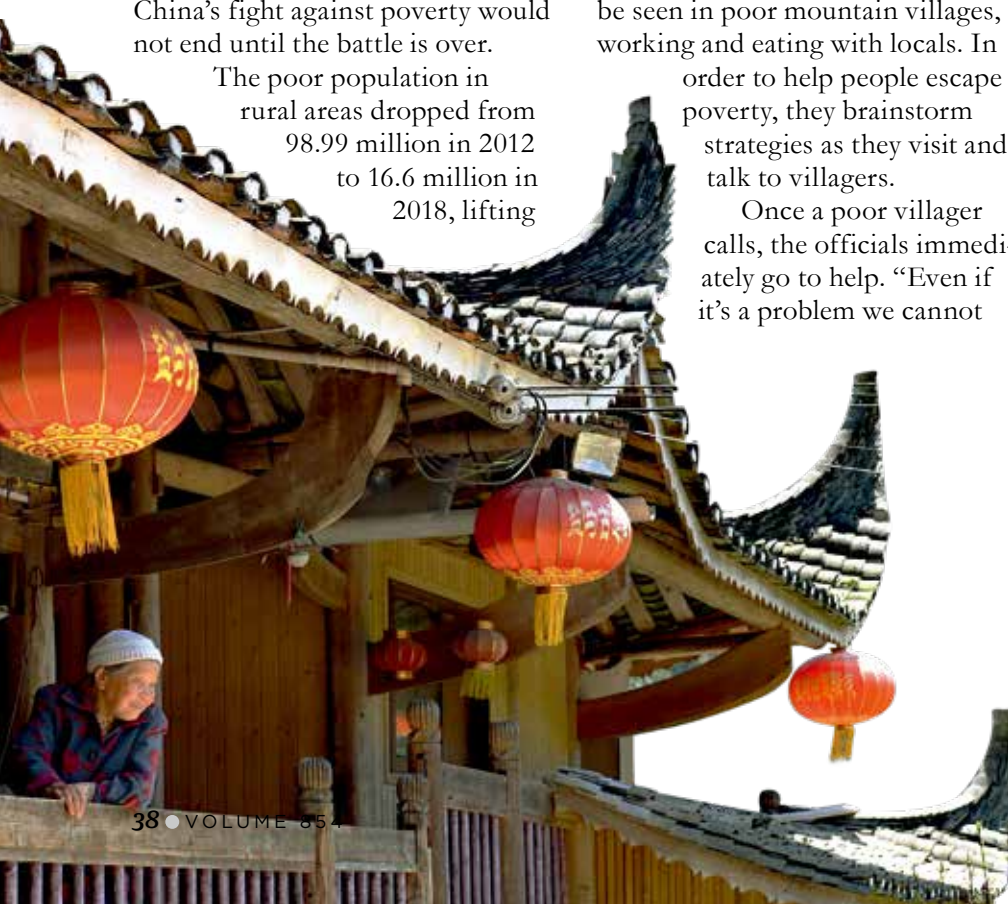 China's fight against poverty would
not end until the battle is over.
The poor population in
rural areas dropped from
98.99 million in 2012
to 16.6 million in
2018, lifting
be seen in poor mountain villages,
working and eating with locals. In
order to help people escape
poverty, they brainstorm
strategies as they visit and
talk to villagers.
Once a poor villager
calls, the officials immedi-
ately go to help. “Even if
it's a problem we cannot
38 ● VOLUME 854